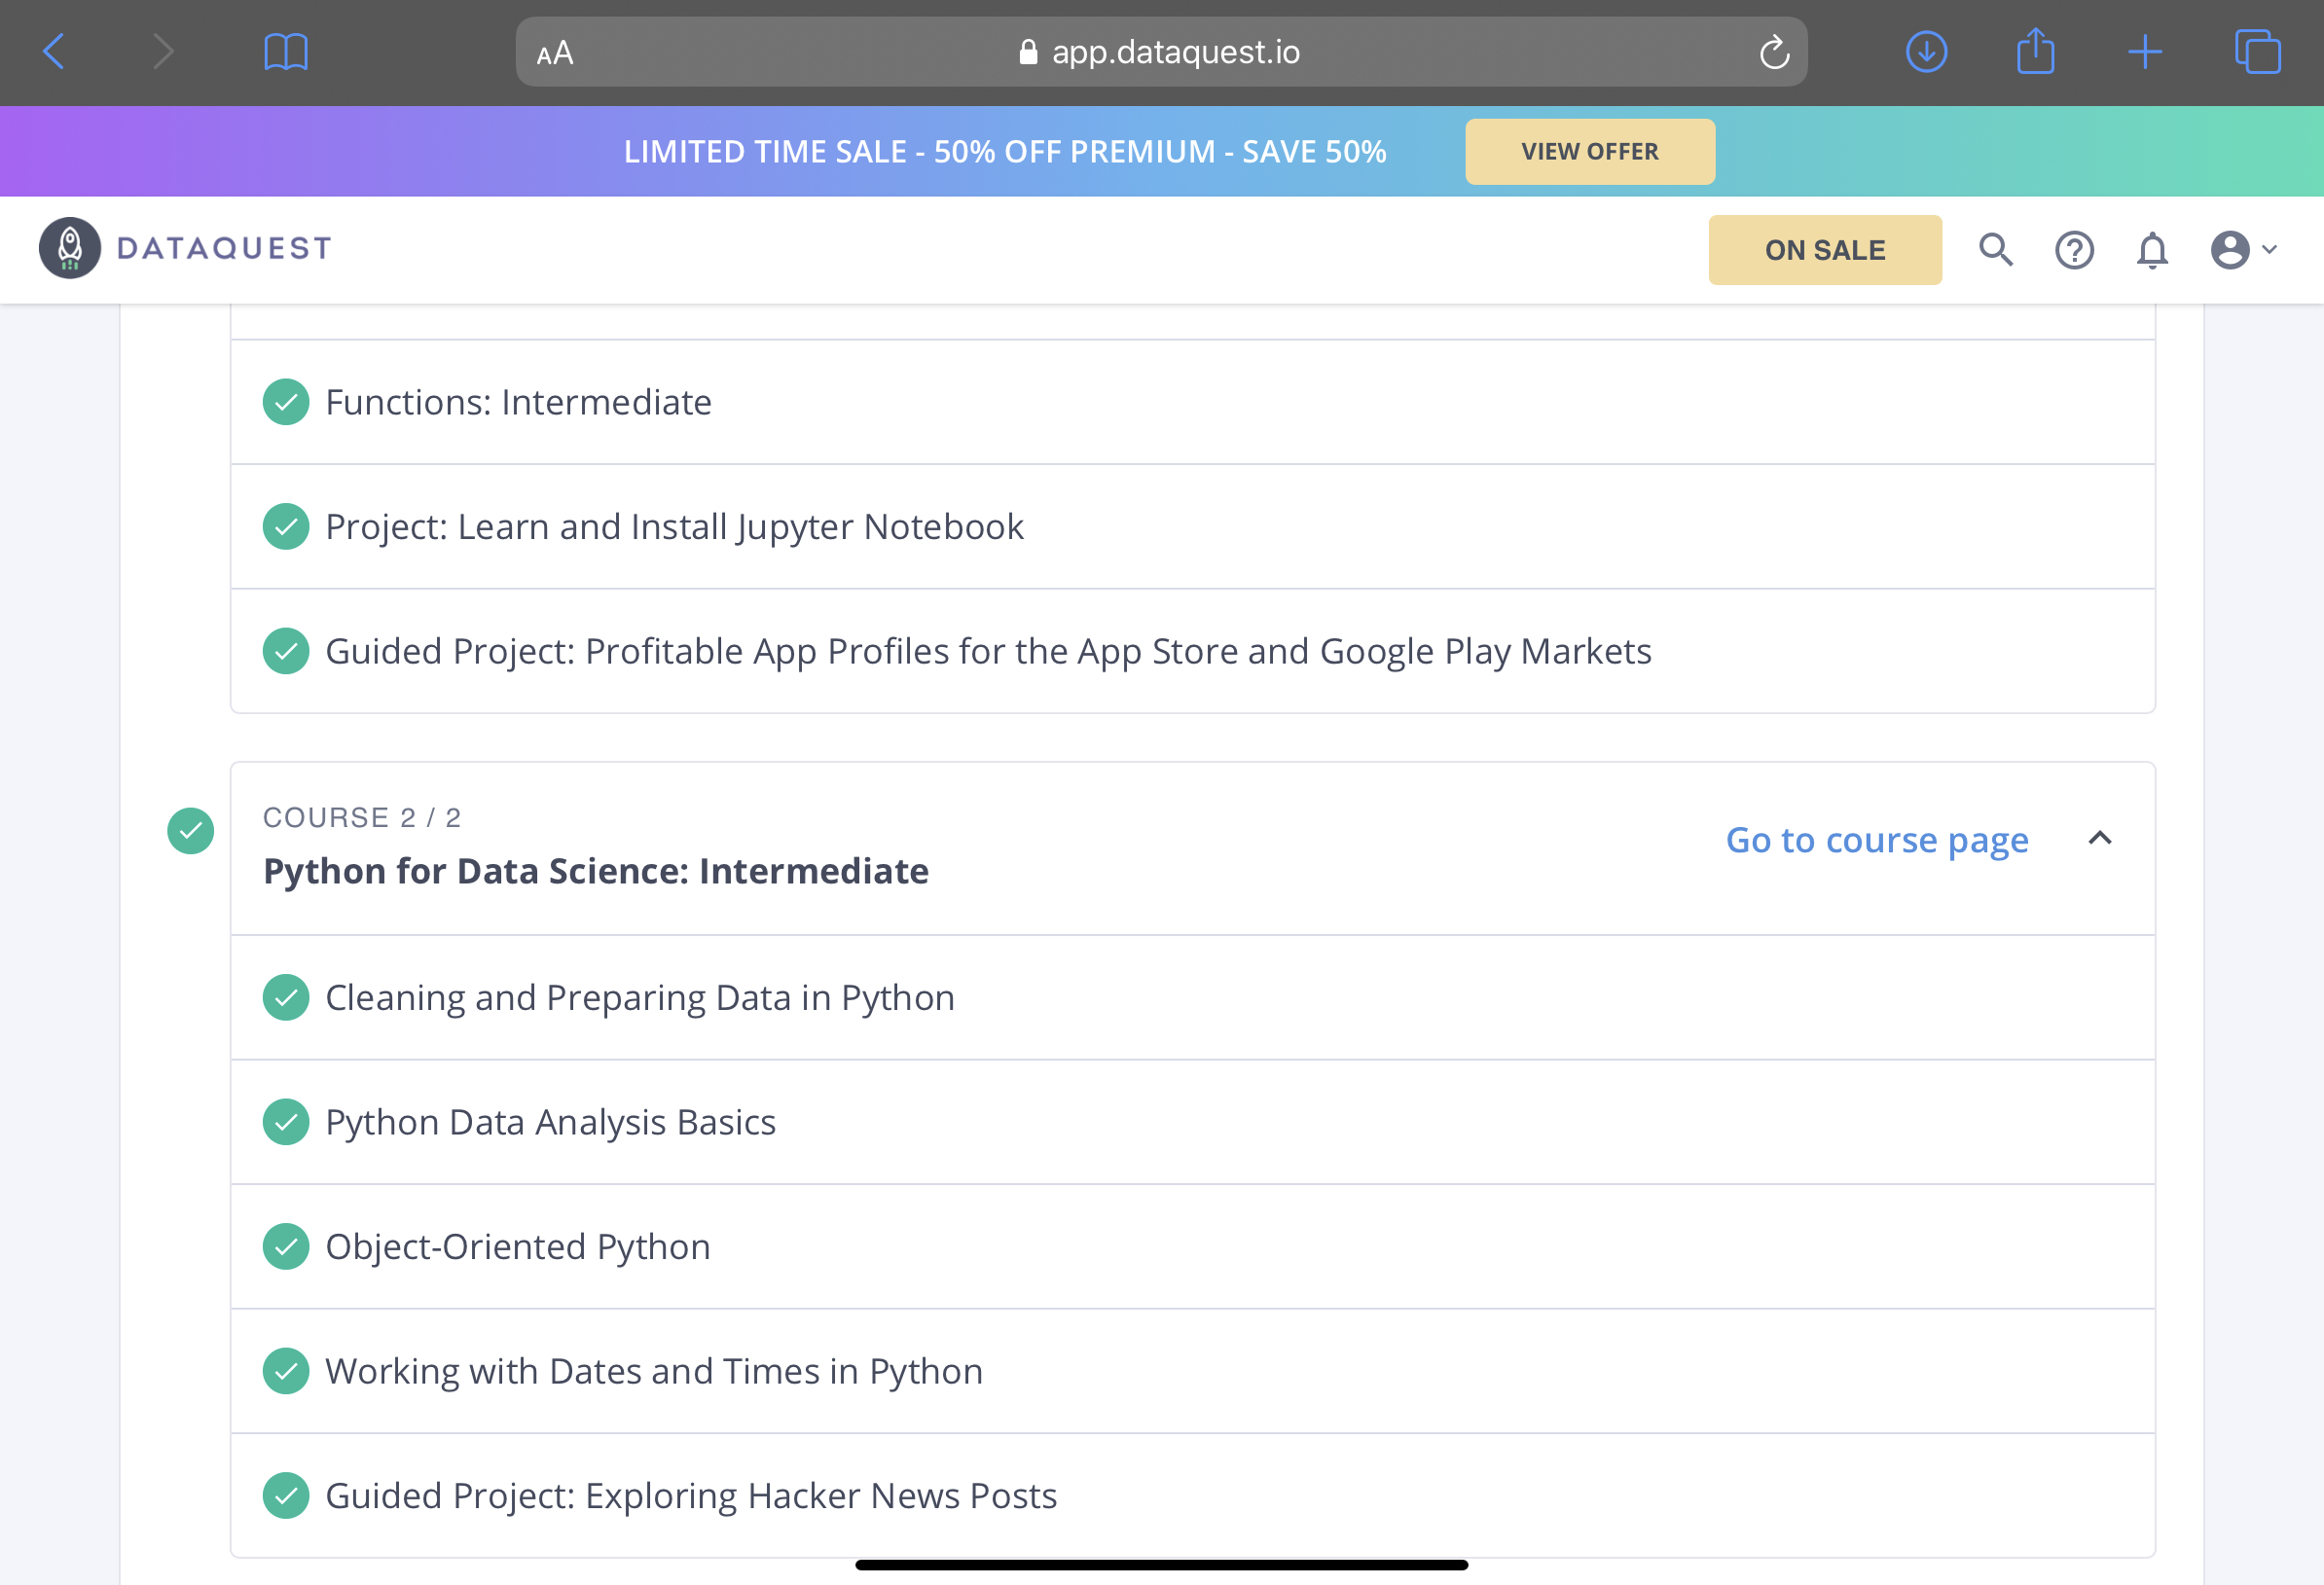 AA app.dataquest.io
LIMITED TIME SALE - 50% OFF PREMIUM - SAVE 50% VIEW OFFER
DATAQUEST ON SALE
Functions: Intermediate
Project: Learn and Install Jupyter Notebook
Guided Project: Profitable App Profiles for the App Store and Google Play Markets
COURSE 2 / 2
Go to course page
Python for Data Science: Intermediate
Cleaning and Preparing Data in Python
Python Data Analysis Basics
Object-Oriented Python
Working with Dates and Times in Python
Guided Project: Exploring Hacker News Posts